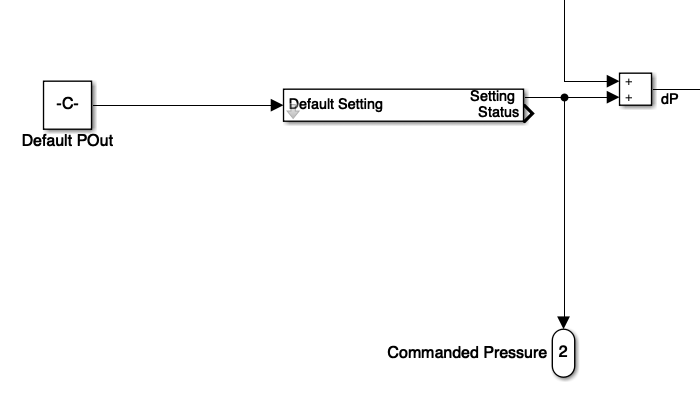 +
-C-
Default Setting
Setting
+
dP
Status
Default POut
Commanded Pressure
2